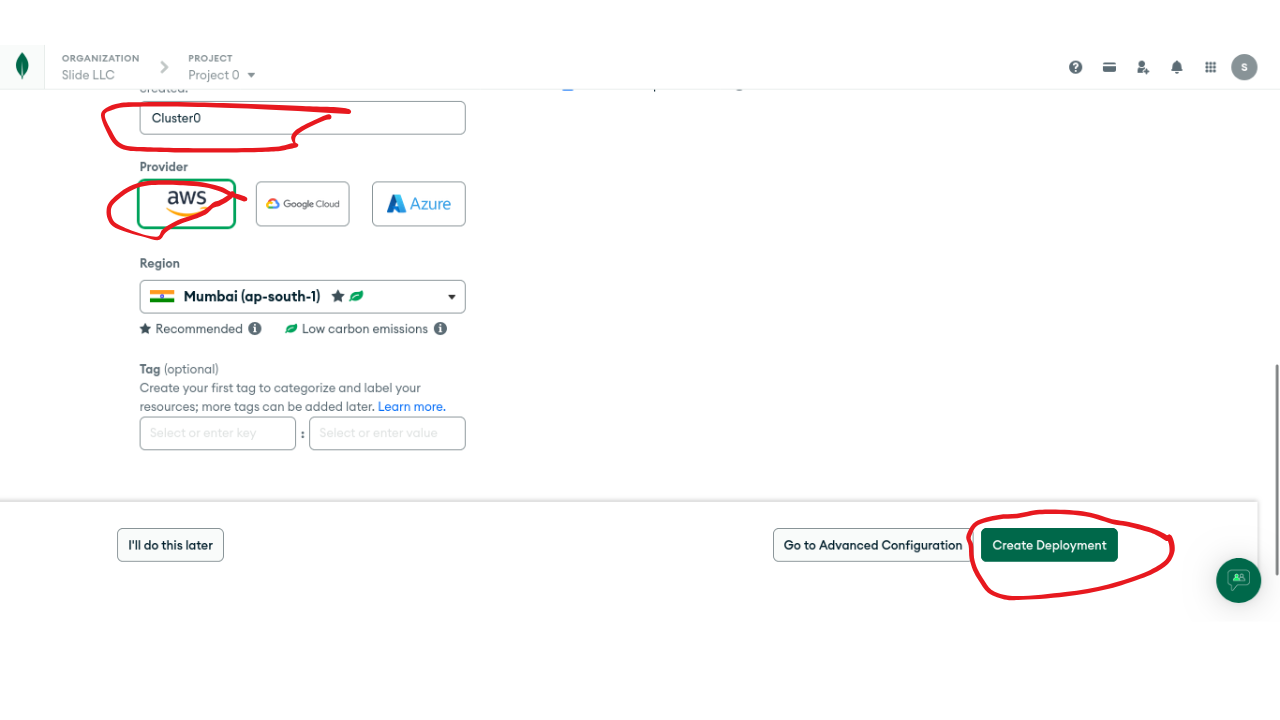 ORGANIZATION
Slide LLC
PROJECT
Project 0
created.
Cluster0
Provider
aws
Google Cloud
Azure
Region
Mumbai (ap-south-1)
Recommended
Low carbon emissions
Tag (optional)
Create your first tag to categorize and label your
resources; more tags can be added later. Learn more.
Select or enter key : Select or enter value
I'll do this later
Go to Advanced Configuration
Create Deployment
S